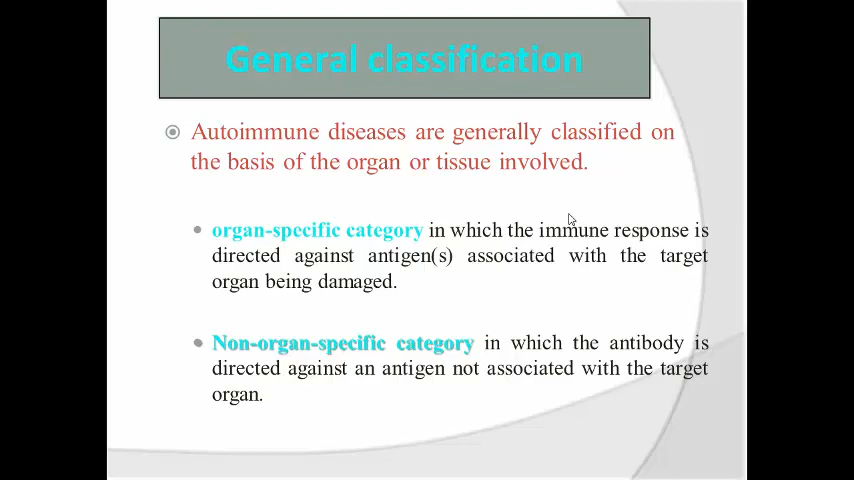 General classification
Autoimmune diseases are generally classified on
the basis of the organ or tissue involved.
organ-specific category in which the immune response is
directed against antigen(s) associated with the target
organ being damaged.
Non-organ-specific category in which the antibody is
directed against an antigen not associated with the target
organ.